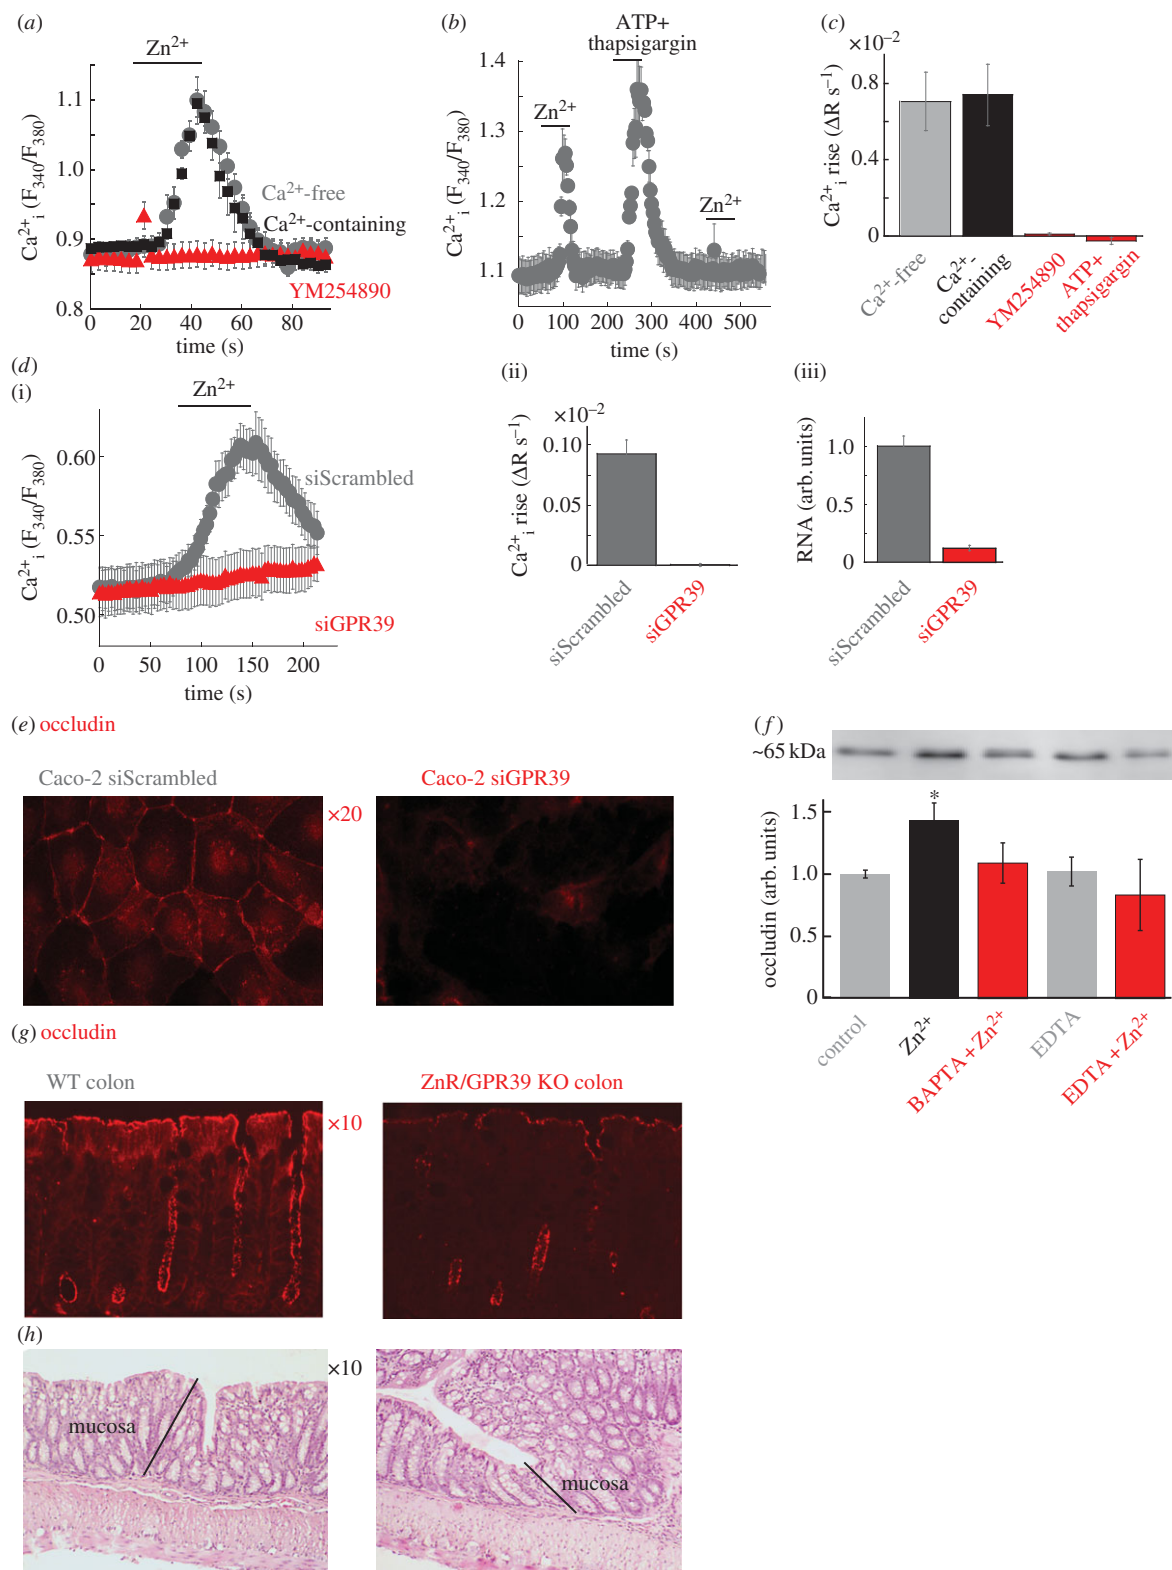 (a)
Zn²⁺
Ca²⁺ᵢ (F₃₄₀/F₃₈₀)
1.1
1.0
0.9
0.8
Ca²⁺-free
Ca²⁺-containing
YM254890
0 20 40 60 80
time (s)
(b)
ATP+
thapsigargin
Zn²⁺
Zn²⁺
Ca²⁺ᵢ (F₃₄₀/F₃₈₀)
1.4
1.3
1.2
1.1
0 100 200 300 400 500
time (s)
(c)
×10⁻²
Ca²⁺ᵢ rise (ΔR s⁻¹)
0.8
0.4
0
Ca²⁺-free
Ca²⁺-
containing
YM254890
ATP+
thapsigargin
(d)
(i)
Zn²⁺
Ca²⁺ᵢ (F₃₄₀/F₃₈₀)
0.60
0.55
0.50
siScrambled
siGPR39
0 50 100 150 200
time (s)
(ii)
×10⁻²
Ca²⁺ᵢ rise (ΔR s⁻¹)
0.10
0.05
0
siScrambled
siGPR39
(iii)
RNA (arb. units)
1.0
0.5
0
siScrambled
siGPR39
(e) occludin
Caco-2 siScrambled
×20
Caco-2 siGPR39
(f)
~65 kDa
occludin (arb. units)
1.5
1.0
0.5
0
*
control
Zn²⁺
BAPTA + Zn²⁺
EDTA
EDTA + Zn²⁺
(g) occludin
WT colon
×10
ZnR/GPR39 KO colon
(h)
mucosa
×10
mucosa